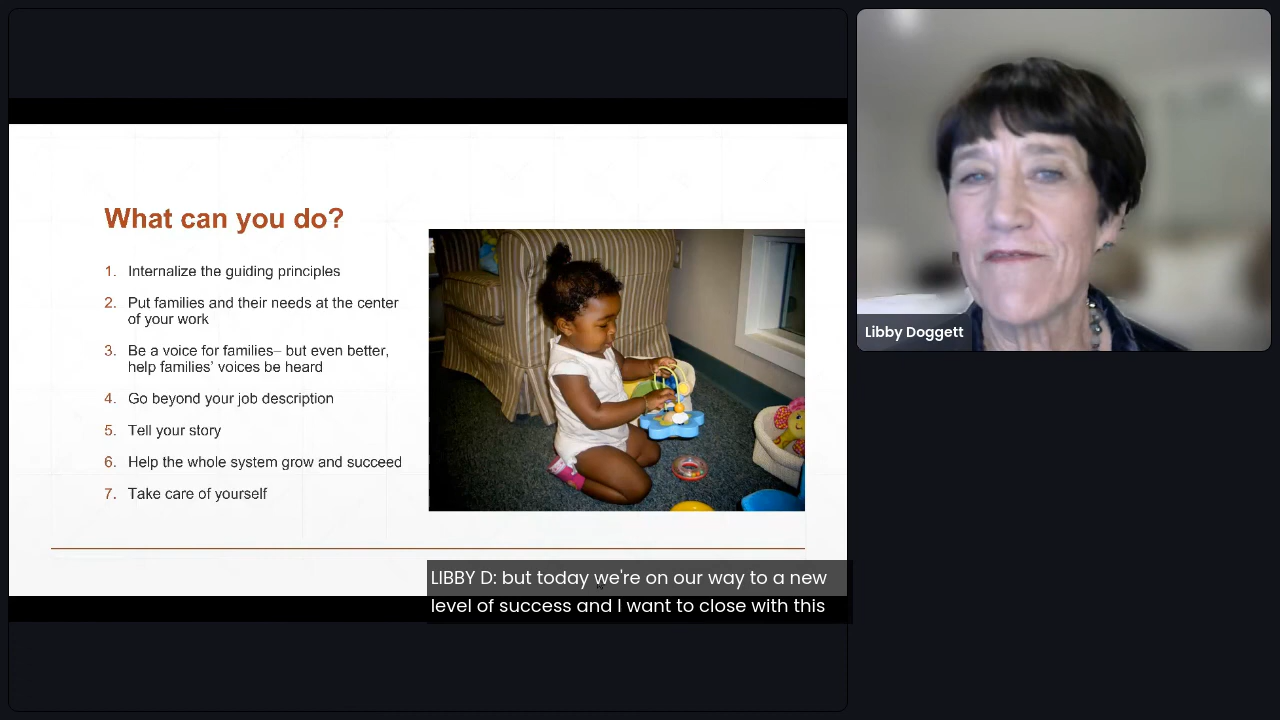 What can you do?
1. Internalize the guiding principles
2. Put families and their needs at the center
of your work
3. Be a voice for families– but even better,
help families' voices be heard
4. Go beyond your job description
5. Tell your story
6. Help the whole system grow and succeed
7. Take care of yourself
LIBBY D: but today we're on our way to a new
level of success and I want to close with this
Libby Doggett